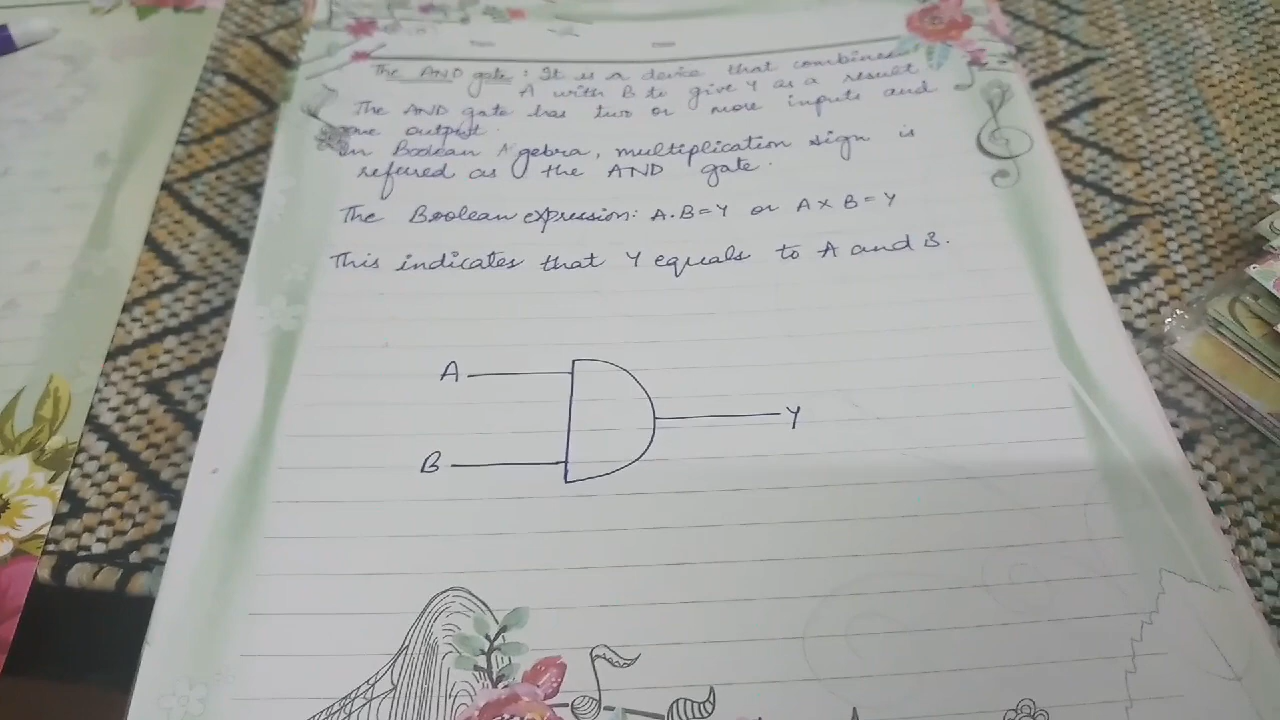 The AND gate: It is a device that combines
A with B to give Y as a result
The AND gate has two or more inputs and
one output.
In Boolean Algebra, multiplication sign is
refered as the AND gate.
The Boolean expression: A.B=Y or A×B=Y
This indicates that Y equals to A and B.
A
Y
B